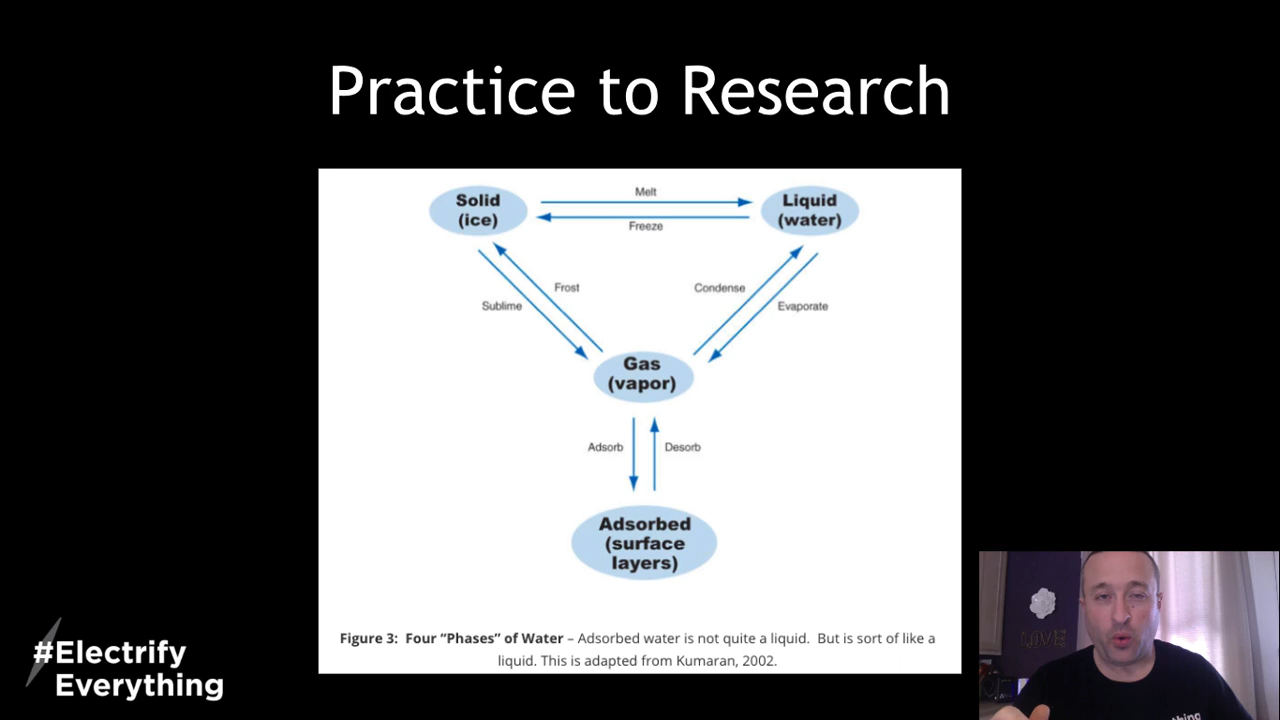 Practice to Research
Solid
(ice)
Melt
Freeze
Liquid
(water)
Sublime
Frost
Condense
Evaporate
Gas
(vapor)
Adsorb
Desorb
Adsorbed
(surface
layers)
Figure 3: Four “Phases” of Water – Adsorbed water is not quite a liquid. But is sort of like a
liquid. This is adapted from Kumaran, 2002.
#Electrify
Everything
LOVE